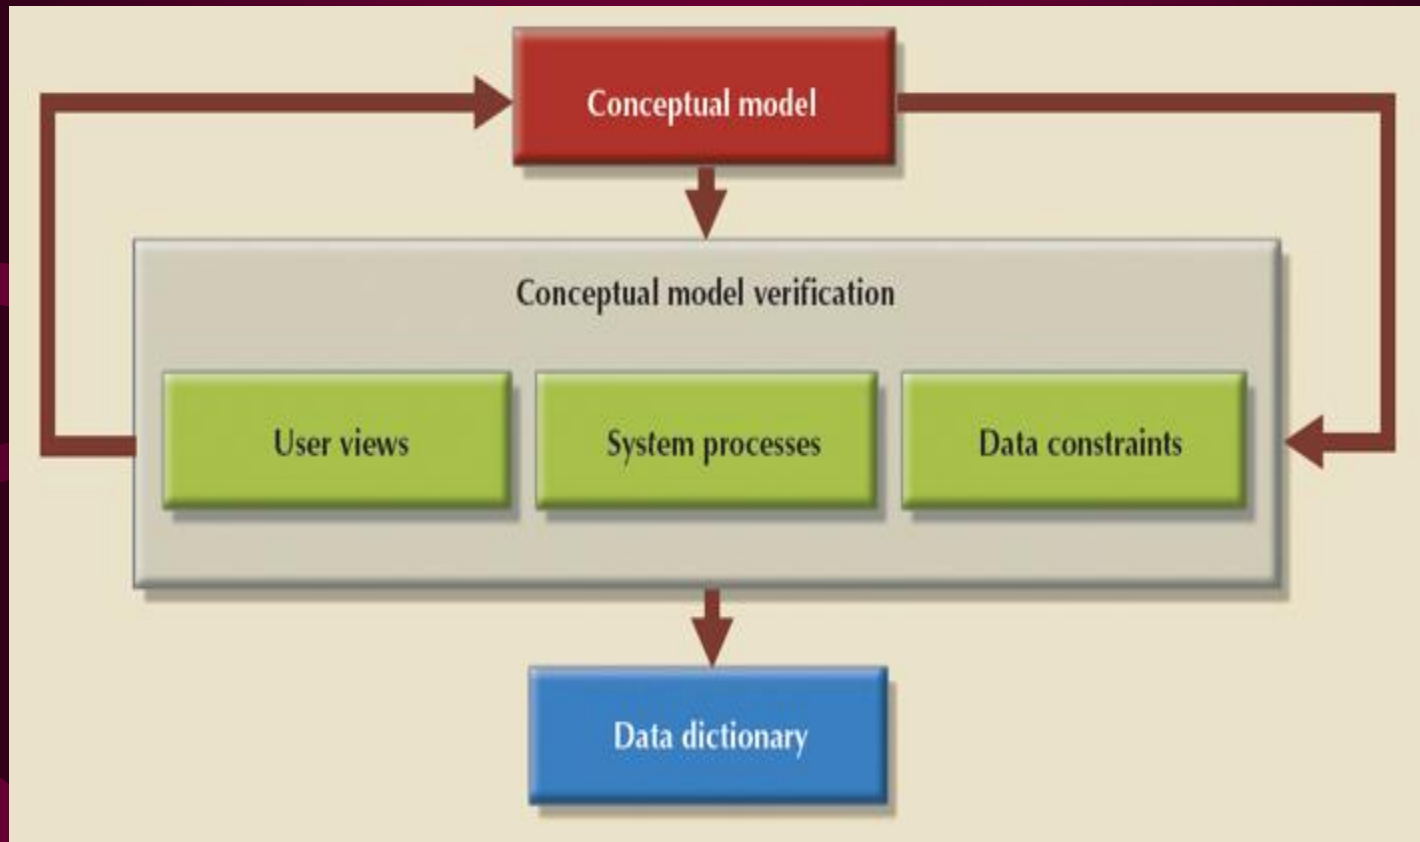 Conceptual model
Conceptual model verification
User views
System processes
Data constraints
Data dictionary